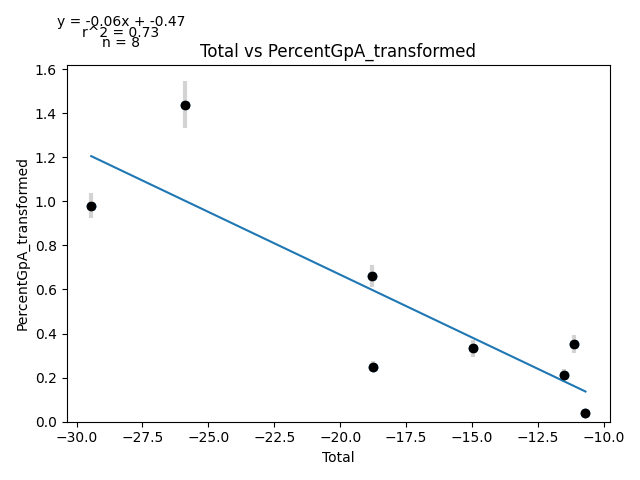 y = -0.06x + -0.47
r^2 = 0.73
n = 8
Total vs PercentGpA_transformed
PercentGpA_transformed
1.6
1.4
1.2
1.0
0.8
0.6
0.4
0.2
0.0
−30.0 −27.5 −25.0 −22.5 −20.0 −17.5 −15.0 −12.5 −10.0
Total